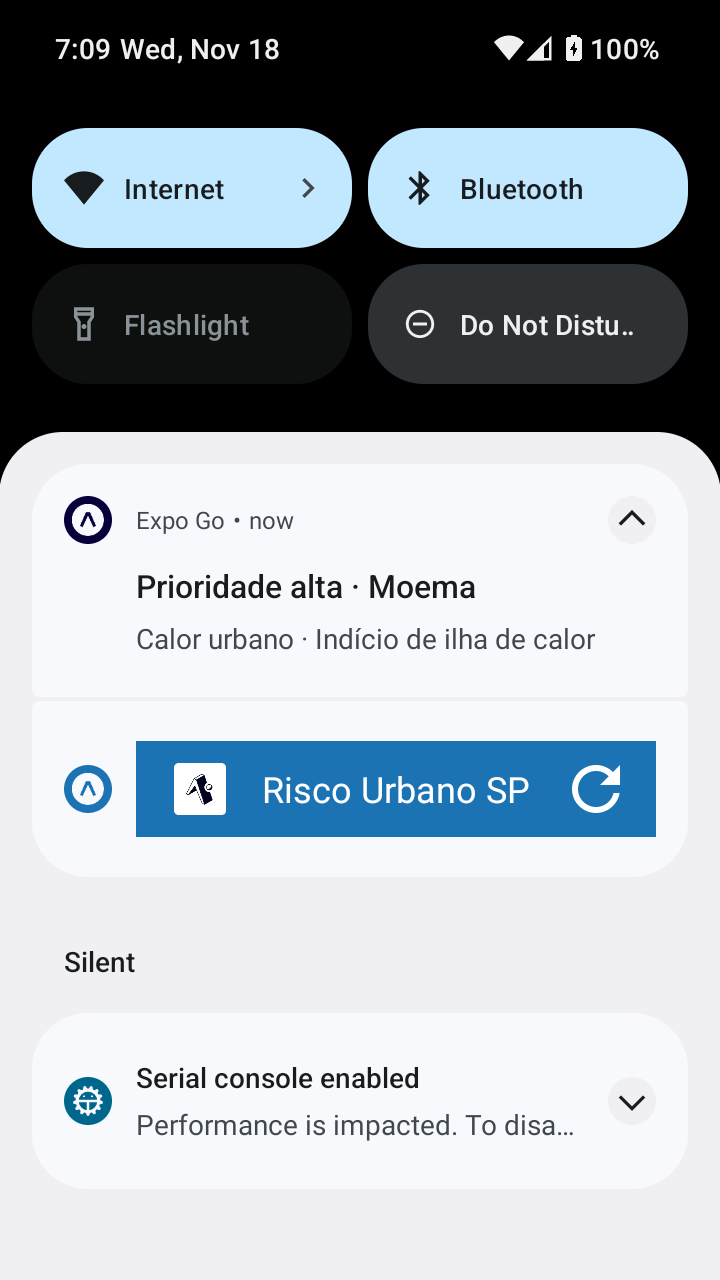 7:09 Wed, Nov 18
100%
Internet
Bluetooth
Flashlight
Do Not Distu..
Expo Go • now
Prioridade alta · Moema
Calor urbano · Indício de ilha de calor
Risco Urbano SP
Silent
Serial console enabled
Performance is impacted. To disa…